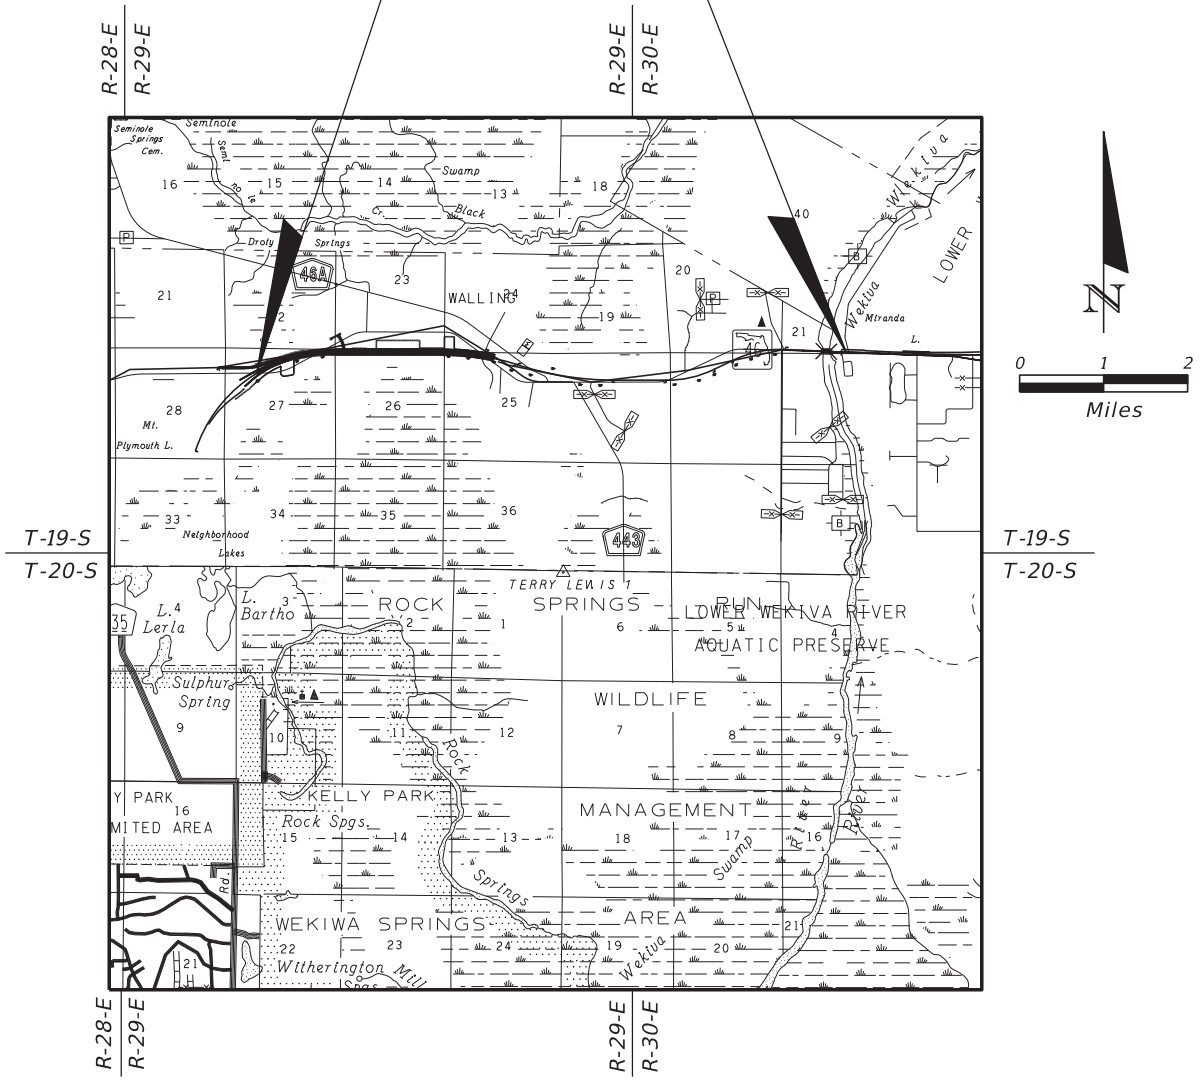 R-28-E
R-29-E
R-29-E
R-30-E
Seminole
Springs
Cem.
Seminole
Swamp
16
15
14
13
18
40
Wekiva
Cr.
Black
Droty Springs
P
B
LOWER
46A
23
20
21
WALLING
24
19
P
21
Wekiva
Miranda
L.
46
N
0 1 2
Miles
28
27
26
25
Mt.
Plymouth L.
33
34
35
36
Neighborhood
Lakes
443
B
T-19-S
T-20-S
T-19-S
T-20-S
TERRY LEWIS 1
L.
Bartho
3
L.
Lerla
4
35
ROCK SPRINGS RUN
LOWER WEKIVA RIVER
AQUATIC PRESERVE
2
1
6
5
4
Sulphur
Spring
WILDLIFE
9
10
11
12
7
8
9
Rock
Y PARK
16
MITED AREA
KELLY PARK
MANAGEMENT
Rock Spgs.
15
14
13
18
17
16
River
River
Swamp
Rd.
Springs
WEKIWA SPRINGS
AREA
21
22
23
24
19
20
21
Wekiva
Witherington Mill
Spgs
R-28-E
R-29-E
R-29-E
R-30-E